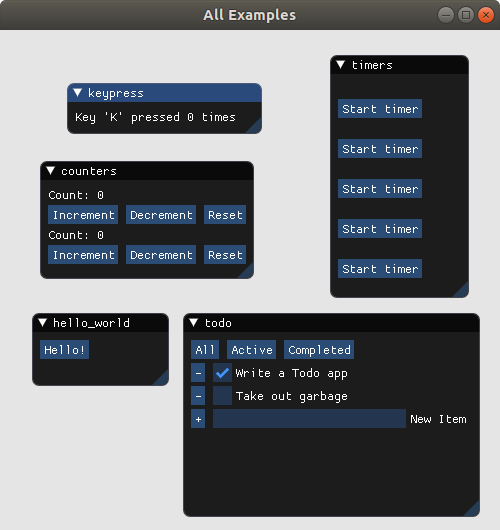 All Examples
keypress
Key 'K' pressed 0 times
timers
Start timer
Start timer
Start timer
Start timer
Start timer
counters
Count: 0
Increment Decrement Reset
Count: 0
Increment Decrement Reset
hello_world
Hello!
todo
All Active Completed
- Write a Todo app
- Take out garbage
+ New Item